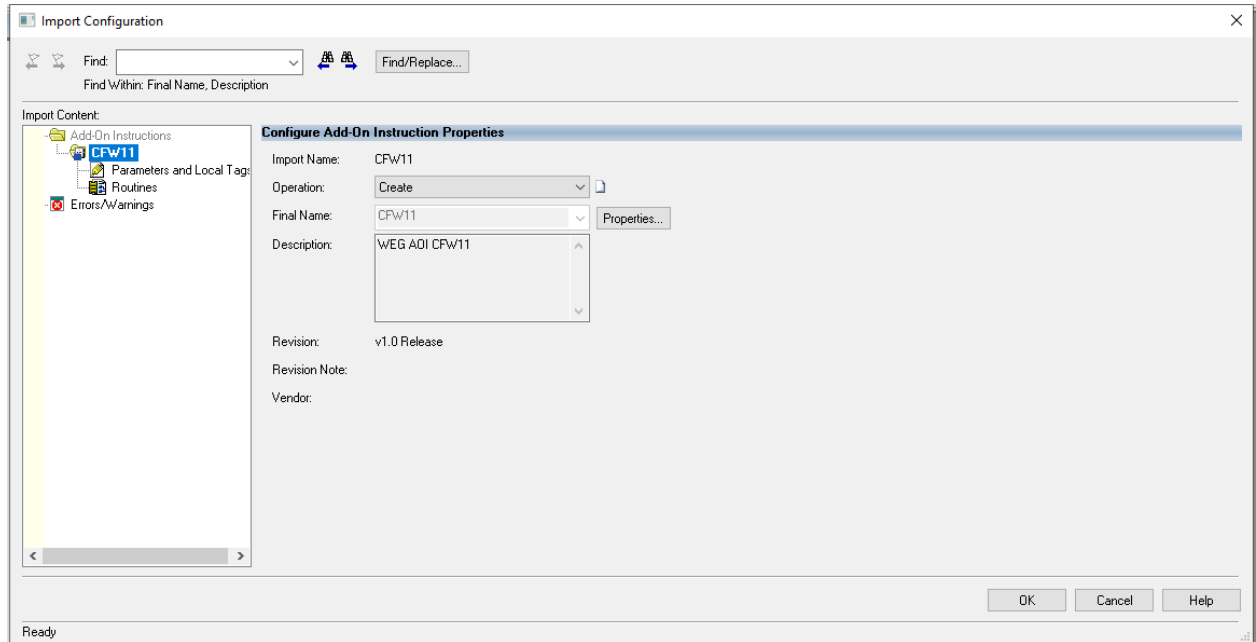 Import Configuration
Find:
Find/Replace...
Find Within: Final Name, Description
Import Content:
Add-On Instructions
CFW11
Parameters and Local Tags
Routines
Errors/Warnings
Configure Add-On Instruction Properties
Import Name: CFW11
Operation: Create
Final Name: CFW11 Properties...
Description: WEG AOI CFW11
Revision: v1.0 Release
Revision Note:
Vendor:
OK Cancel Help
Ready